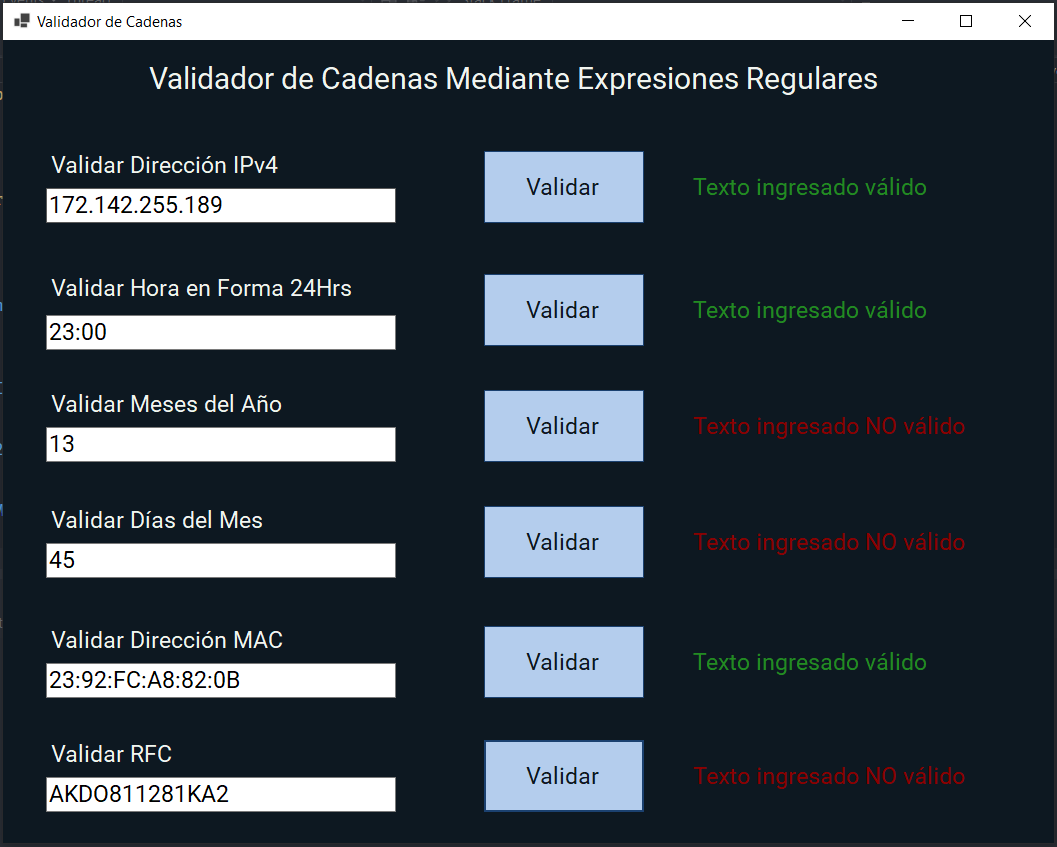 Validador de Cadenas
Validador de Cadenas Mediante Expresiones Regulares
Validar Dirección IPv4
172.142.255.189
Validar
Texto ingresado válido
Validar Hora en Forma 24Hrs
23:00
Validar
Texto ingresado válido
Validar Meses del Año
13
Validar
Texto ingresado NO válido
Validar Días del Mes
45
Validar
Texto ingresado NO válido
Validar Dirección MAC
23:92:FC:A8:82:0B
Validar
Texto ingresado válido
Validar RFC
AKDO811281KA2
Validar
Texto ingresado NO válido